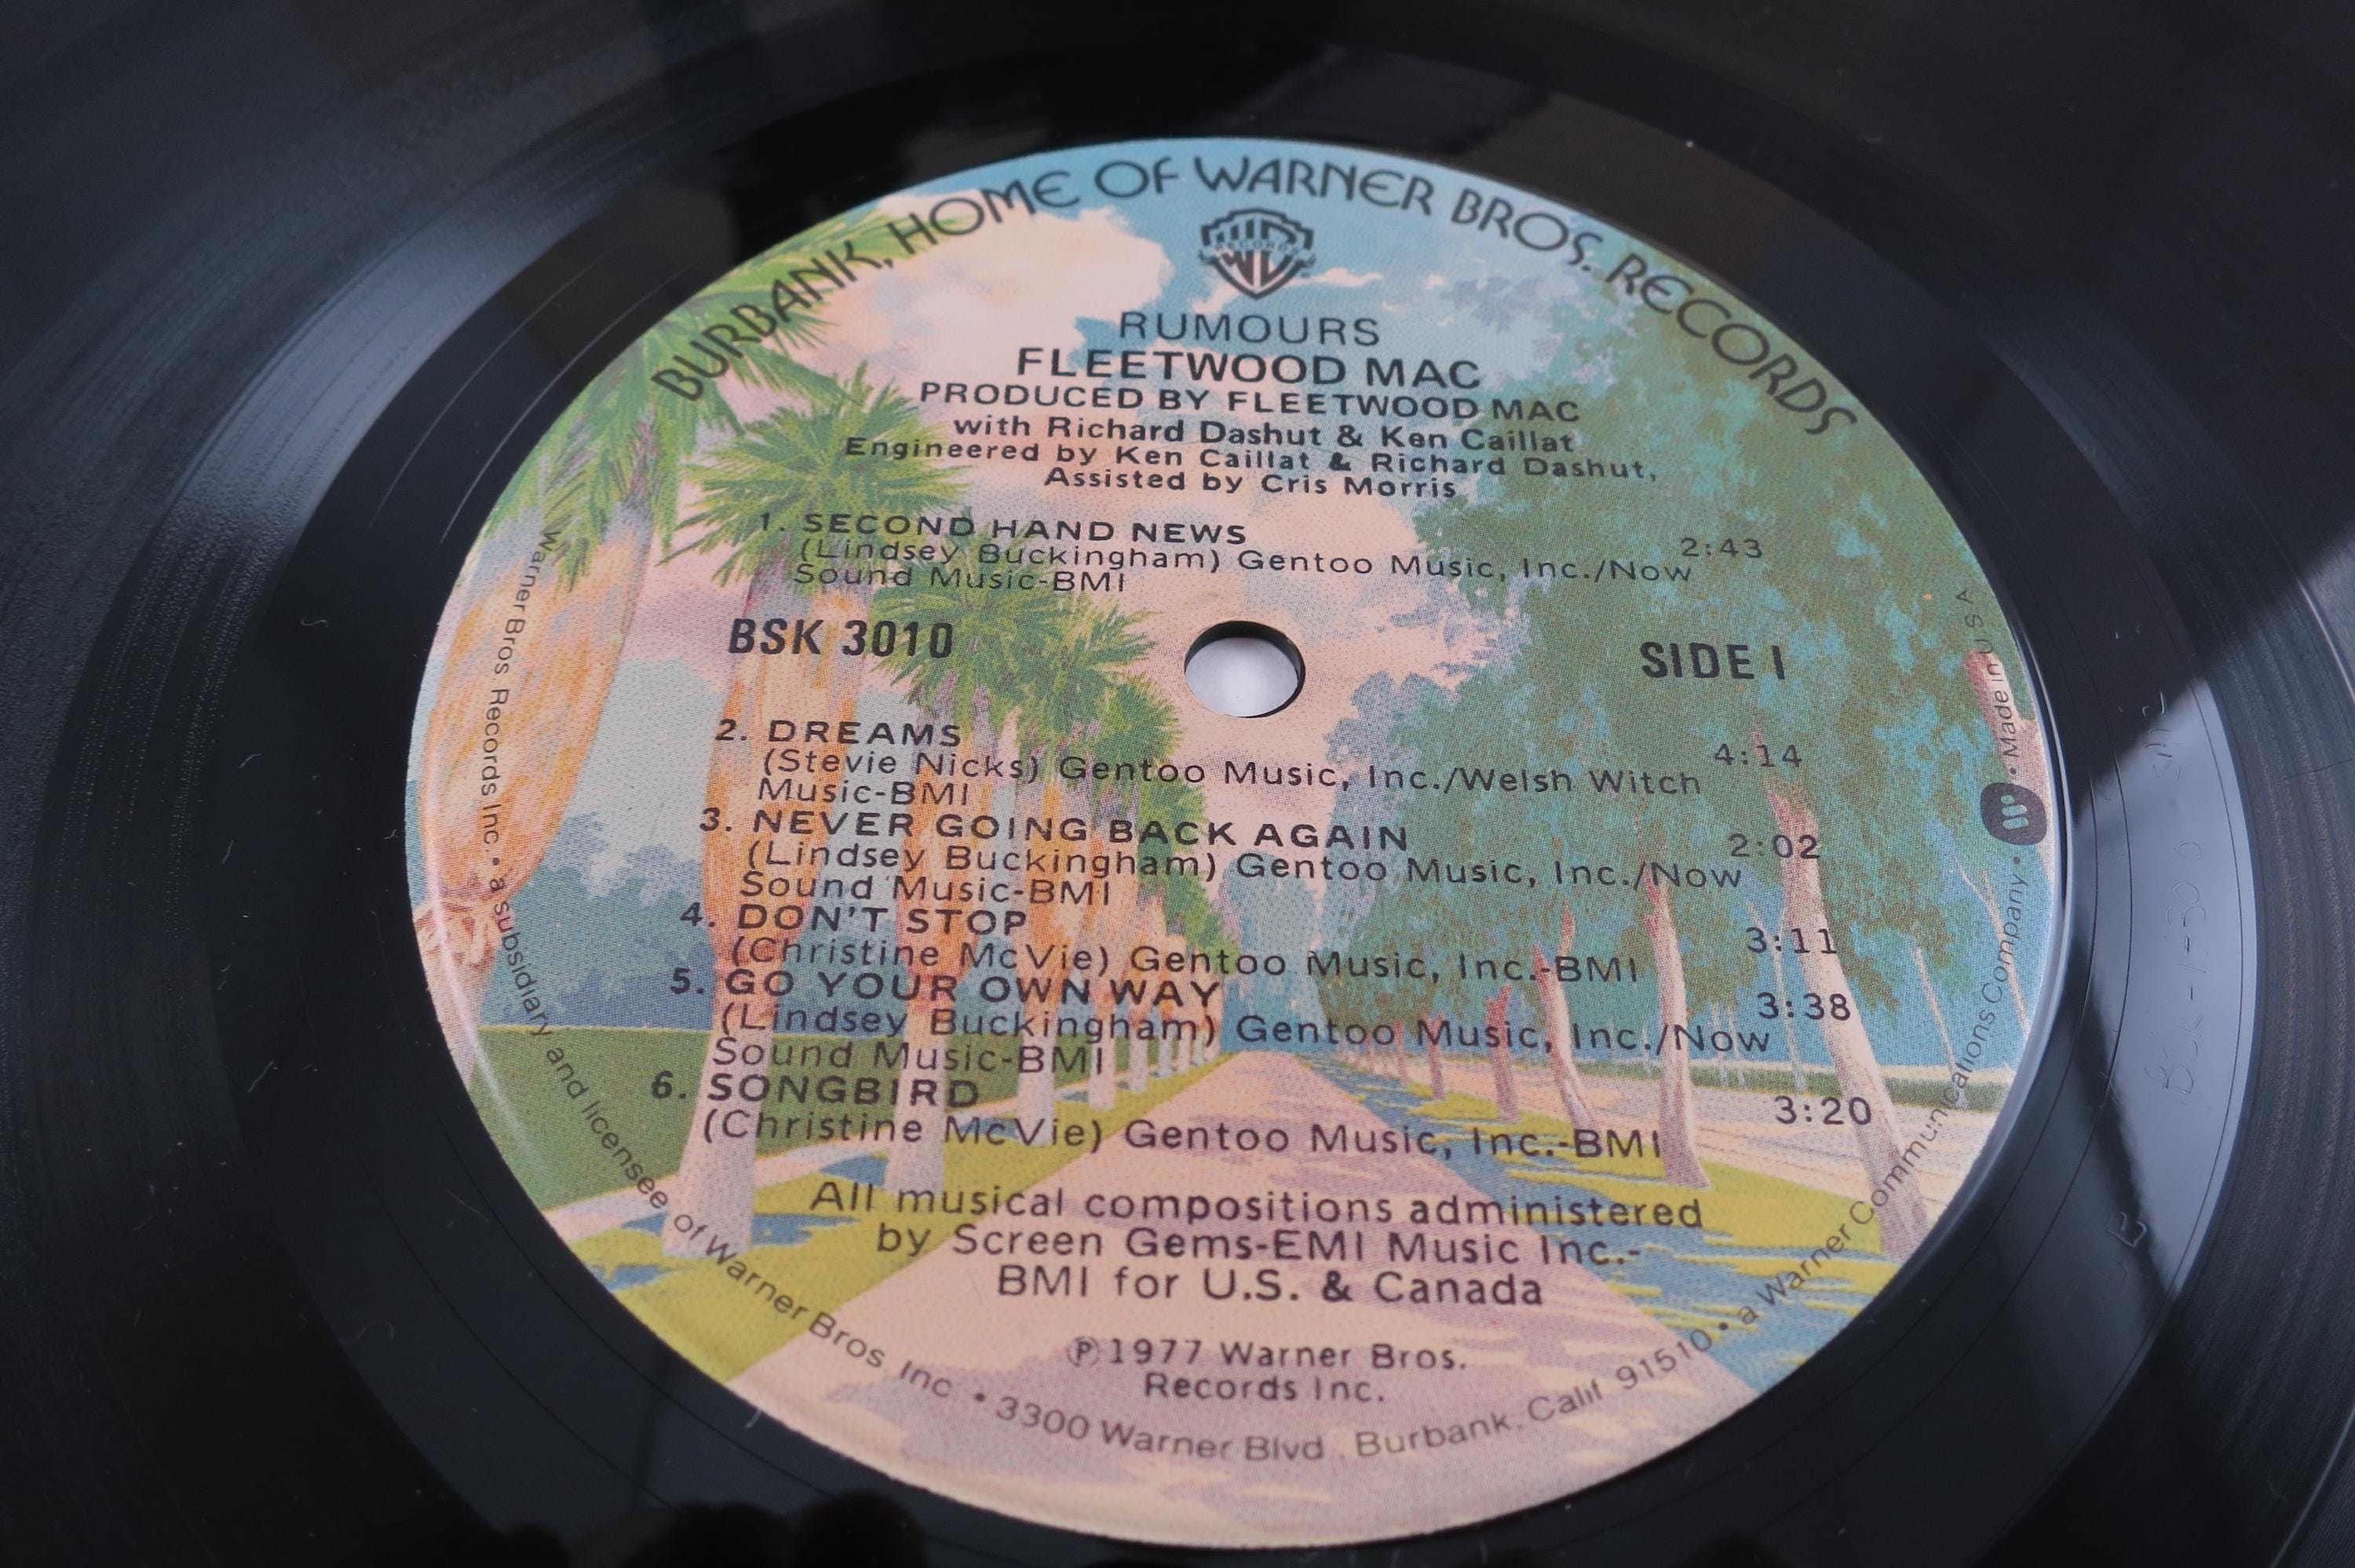 BURBANK, HOME OF WARNER BROS. RECORDS
WB
RECORDS
RUMOURS
FLEETWOOD MAC
PRODUCED BY FLEETWOOD MAC
with Richard Dashut & Ken Caillat
Engineered by Ken Caillat & Richard Dashut,
Assisted by Cris Morris
1. SECOND HAND NEWS 2:43
(Lindsey Buckingham) Gentoo Music, Inc./Now
Sound Music-BMI
BSK 3010 SIDE 1
2. DREAMS 4:14
(Stevie Nicks) Gentoo Music, Inc./Welsh Witch
Music-BMI
3. NEVER GOING BACK AGAIN 2:02
(Lindsey Buckingham) Gentoo Music, Inc./Now
Sound Music-BMI
4. DON'T STOP 3:11
(Christine McVie) Gentoo Music, Inc.-BMI
5. GO YOUR OWN WAY 3:38
(Lindsey Buckingham) Gentoo Music, Inc./Now
Sound Music-BMI
6. SONGBIRD 3:20
(Christine McVie) Gentoo Music, Inc.-BMI
All musical compositions administered
by Screen Gems-EMI Music Inc.-
BMI for U.S. & Canada
℗1977 Warner Bros.
Records Inc.
Warner Bros Records Inc • a subsidiary and licensee of Warner Bros Inc • 3300 Warner Blvd, Burbank, Calif 91510 • a Warner Communications Company • • Made in U S A